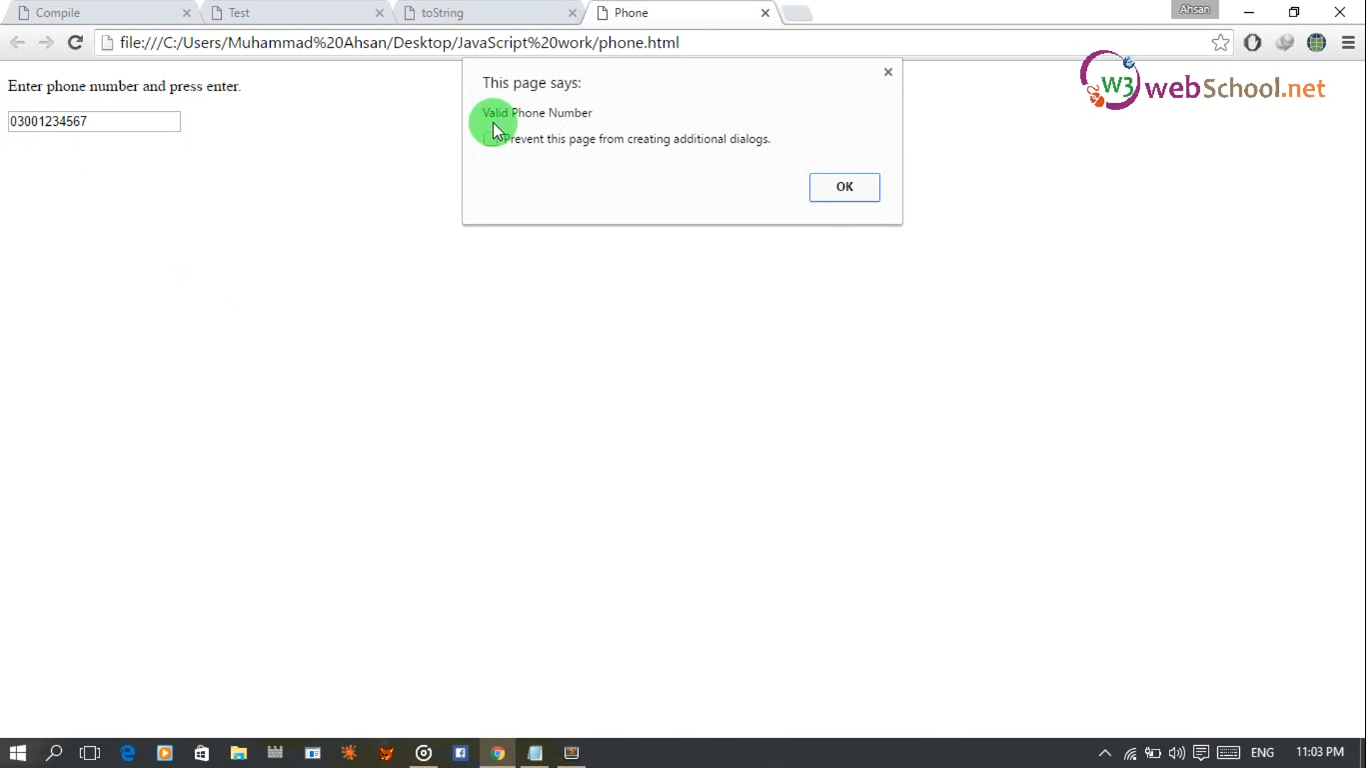 Compile
Test
toString
Phone
Ahsan
file:///C:/Users/Muhammad%20Ahsan/Desktop/JavaScript%20work/phone.html
Enter phone number and press enter.
03001234567
This page says:
Valid Phone Number
Prevent this page from creating additional dialogs.
OK
W3 webSchool.net
ENG
11:03 PM